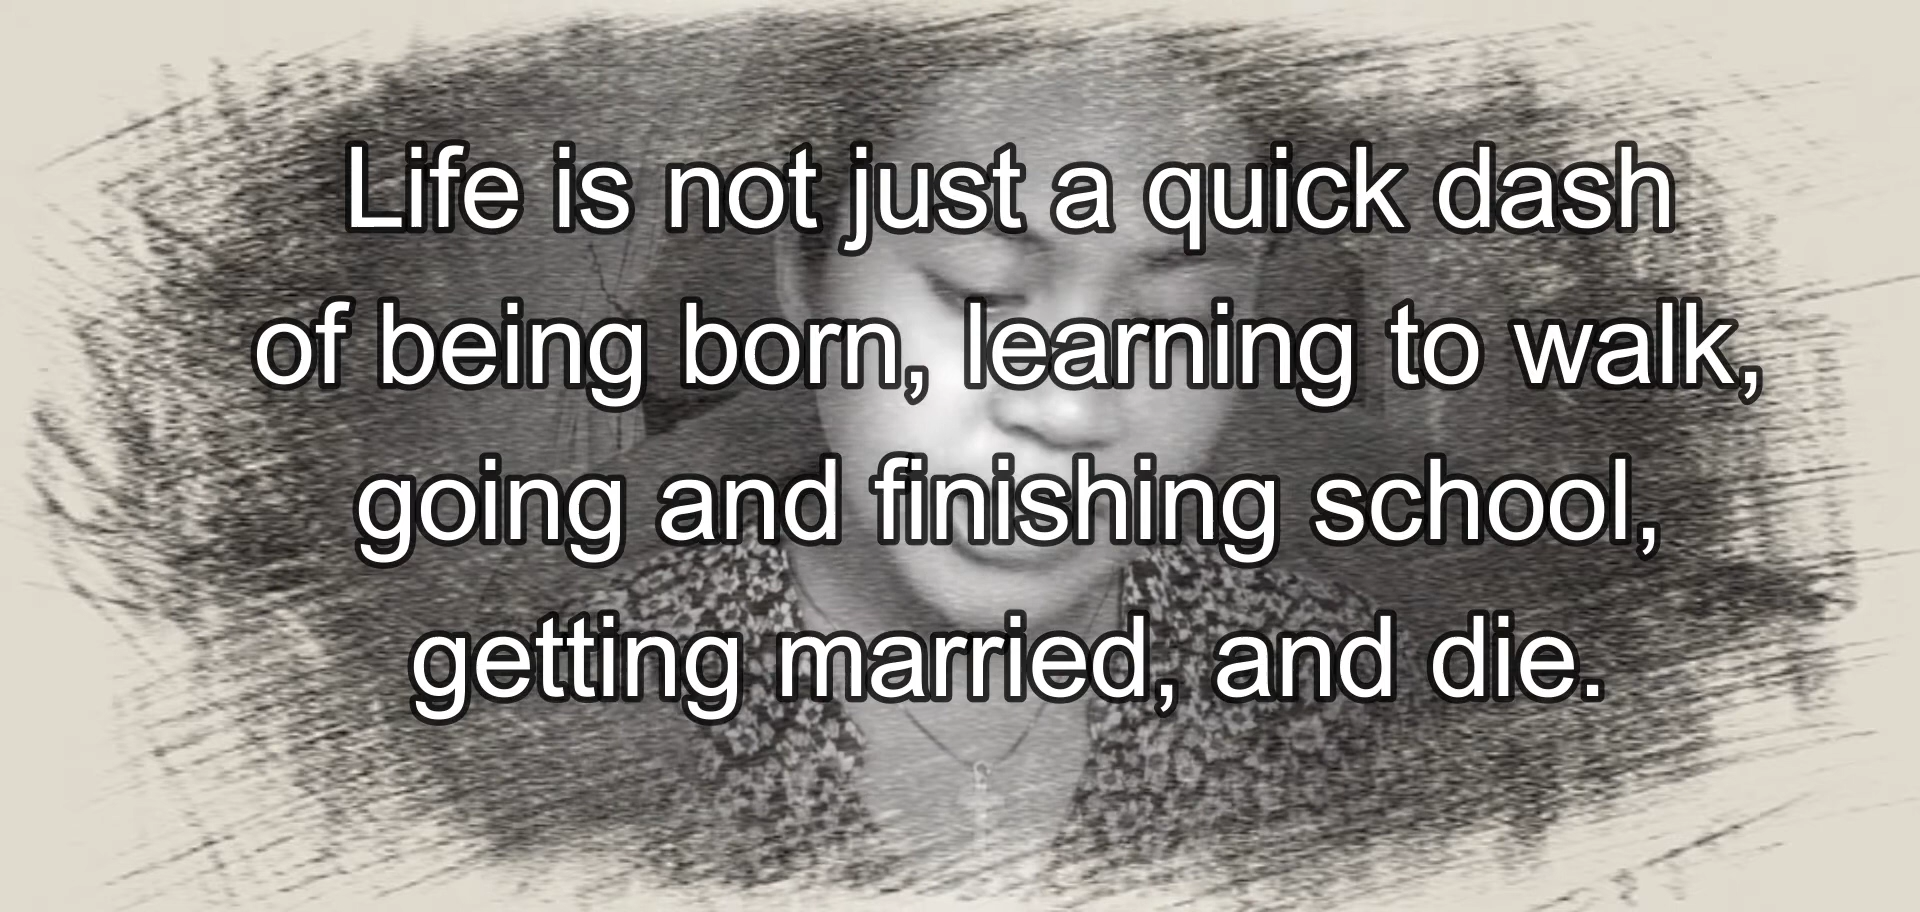 Life is not just a quick dash
of being born, learning to walk,
going and finishing school,
getting married, and die.